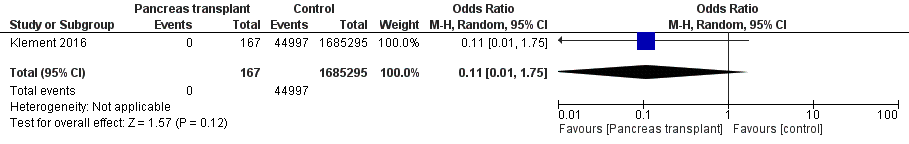 Pancreas transplant Control Odds Ratio Odds Ratio
Study or Subgroup Events Total Events Total Weight M-H, Random, 95% CI M-H, Random, 95% CI
Klement 2016 0 167 44997 1685295 100.0% 0.11 [0.01, 1.75]
Total (95% CI) 167 1685295 100.0% 0.11 [0.01, 1.75]
Total events 0 44997
Heterogeneity: Not applicable
Test for overall effect: Z = 1.57 (P = 0.12)
0.01 0.1 1 10 100
Favours [Pancreas transplant] Favours [control]